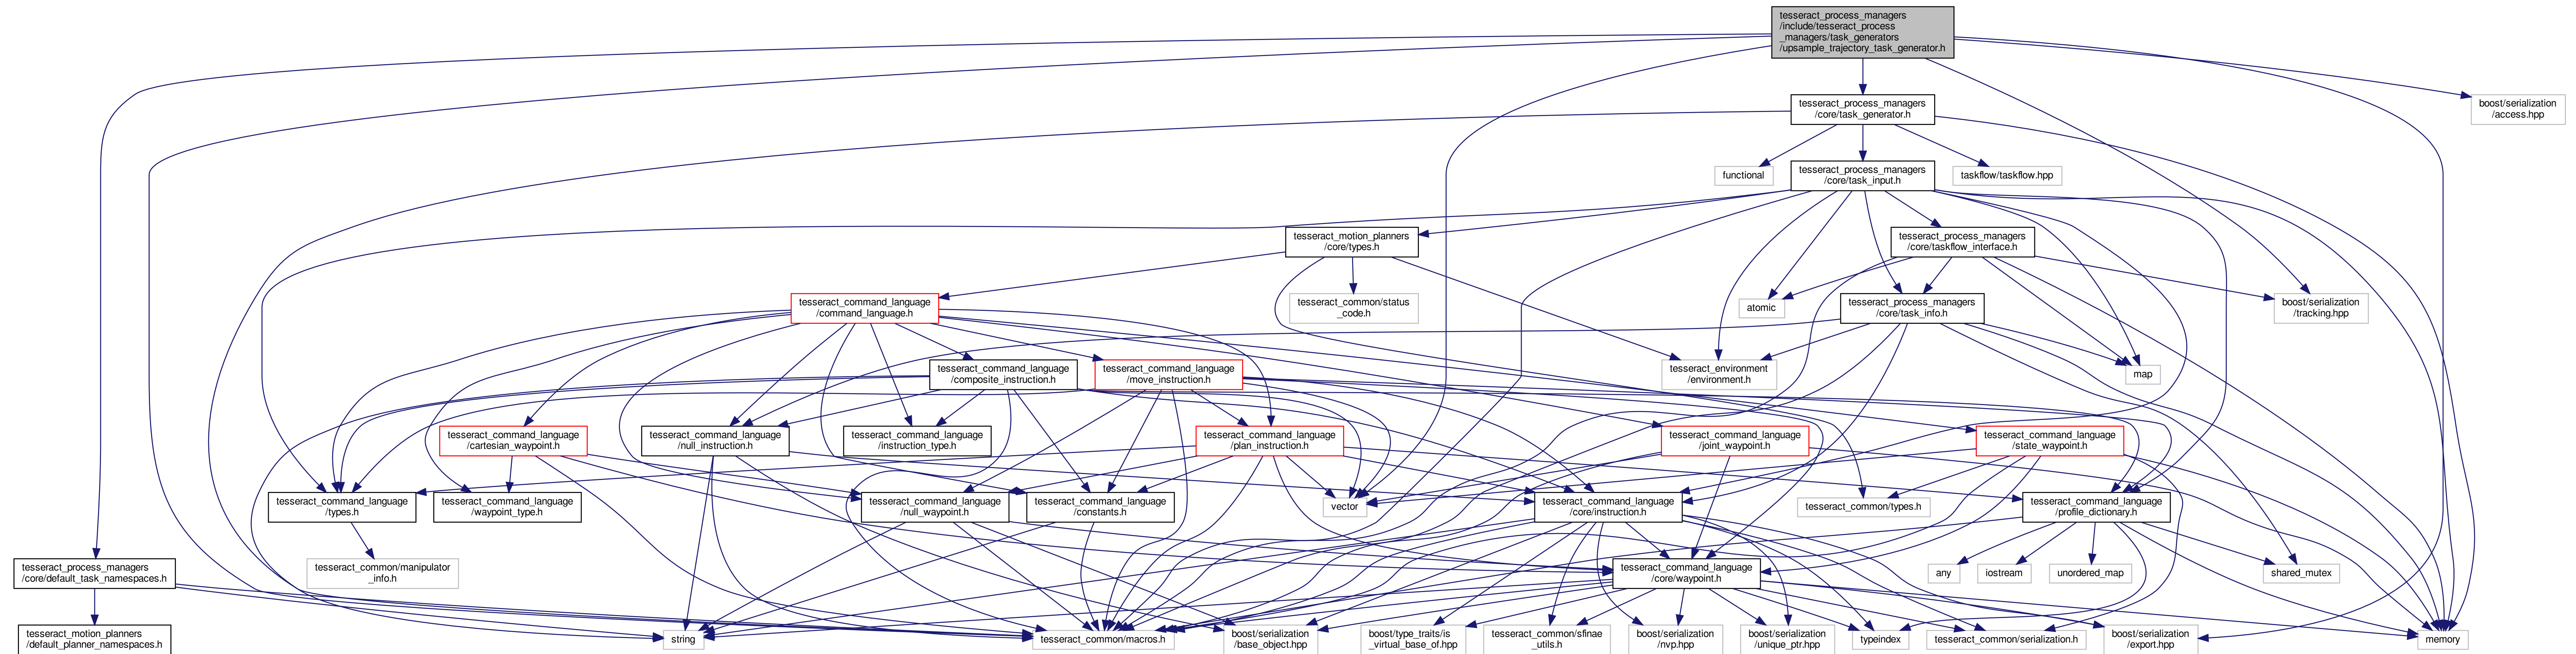 tesseract_process_managers
/include/tesseract_process
_managers/task_generators
/upsample_trajectory_task_generator.h
tesseract_process_managers
/core/task_generator.h
boost/serialization
/access.hpp
functional
tesseract_process_managers
/core/task_input.h
taskflow/taskflow.hpp
tesseract_motion_planners
/core/types.h
tesseract_process_managers
/core/taskflow_interface.h
tesseract_command_language
/command_language.h
tesseract_common/status
_code.h
atomic
tesseract_process_managers
/core/task_info.h
boost/serialization
/tracking.hpp
tesseract_command_language
/composite_instruction.h
tesseract_command_language
/move_instruction.h
tesseract_environment
/environment.h
map
tesseract_command_language
/cartesian_waypoint.h
tesseract_command_language
/null_instruction.h
tesseract_command_language
/instruction_type.h
tesseract_command_language
/plan_instruction.h
tesseract_command_language
/joint_waypoint.h
tesseract_command_language
/state_waypoint.h
tesseract_command_language
/types.h
tesseract_command_language
/waypoint_type.h
tesseract_command_language
/null_waypoint.h
tesseract_command_language
/constants.h
vector
tesseract_command_language
/core/instruction.h
tesseract_common/types.h
tesseract_command_language
/profile_dictionary.h
tesseract_process_managers
/core/default_task_namespaces.h
tesseract_common/manipulator
_info.h
tesseract_command_language
/core/waypoint.h
any
iostream
unordered_map
shared_mutex
tesseract_motion_planners
/default_planner_namespaces.h
string
tesseract_common/macros.h
boost/serialization
/base_object.hpp
boost/type_traits/is
_virtual_base_of.hpp
tesseract_common/sfinae
_utils.h
boost/serialization
/nvp.hpp
boost/serialization
/unique_ptr.hpp
typeindex
tesseract_common/serialization.h
boost/serialization
/export.hpp
memory